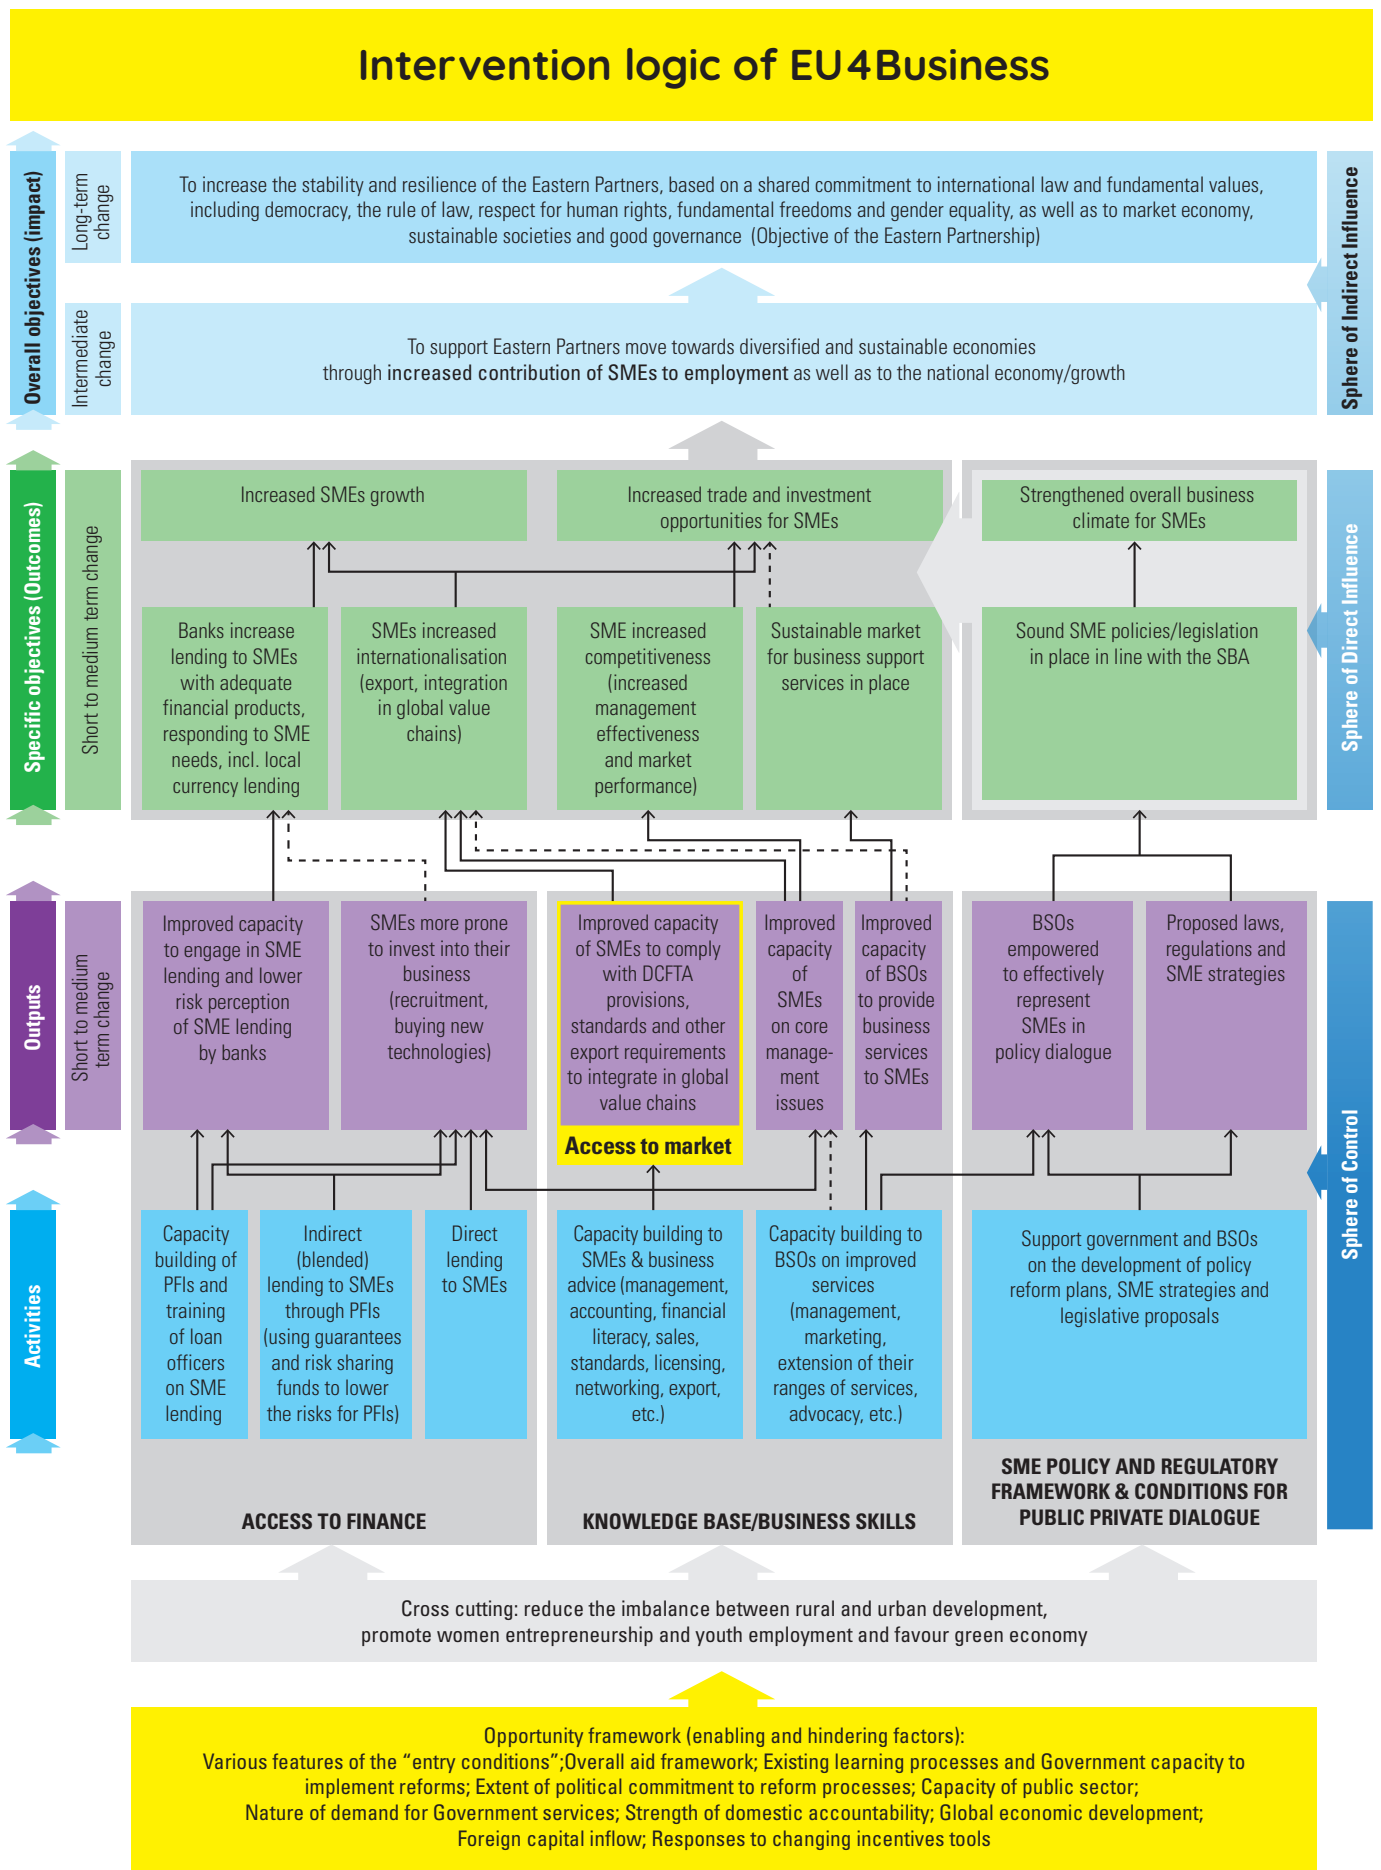 Intervention logic of EU4Business
Overall objectives (impact)
Long-term
change
To increase the stability and resilience of the Eastern Partners, based on a shared commitment to international law and fundamental values,
including democracy, the rule of law, respect for human rights, fundamental freedoms and gender equality, as well as to market economy,
sustainable societies and good governance (Objective of the Eastern Partnership)
Sphere of Indirect Influence
Intermediate
change
To support Eastern Partners move towards diversified and sustainable economies
through increased contribution of SMEs to employment as well as to the national economy/growth
Specific objectives (Outcomes)
Short to medium term change
Increased SMEs growth
Increased trade and investment
opportunities for SMEs
Strengthened overall business
climate for SMEs
Sphere of Direct Influence
Banks increase
lending to SMEs
with adequate
financial products,
responding to SME
needs, incl. local
currency lending
SMEs increased
internationalisation
(export, integration
in global value
chains)
SME increased
competitiveness
(increased
management
effectiveness
and market
performance)
Sustainable market
for business support
services in place
Sound SME policies/legislation
in place in line with the SBA
Outputs
Short to medium
term change
Improved capacity
to engage in SME
lending and lower
risk perception
of SME lending
by banks
SMEs more prone
to invest into their
business
(recruitment,
buying new
technologies)
Improved capacity
of SMEs to comply
with DCFTA
provisions,
standards and other
export requirements
to integrate in global
value chains
Access to market
Improved
capacity
of
SMEs
on core
manage-
ment
issues
Improved
capacity
of BSOs
to provide
business
services
to SMEs
BSOs
empowered
to effectively
represent
SMEs in
policy dialogue
Proposed laws,
regulations and
SME strategies
Sphere of Control
Activities
Capacity
building of
PFIs and
training
of loan
officers
on SME
lending
Indirect
(blended)
lending to SMEs
through PFIs
(using guarantees
and risk sharing
funds to lower
the risks for PFIs)
Direct
lending
to SMEs
Capacity building to
SMEs & business
advice (management,
accounting, financial
literacy, sales,
standards, licensing,
networking, export,
etc.)
Capacity building to
BSOs on improved
services
(management,
marketing,
extension of their
ranges of services,
advocacy, etc.)
Support government and BSOs
on the development of policy
reform plans, SME strategies and
legislative proposals
ACCESS TO FINANCE
KNOWLEDGE BASE/BUSINESS SKILLS
SME POLICY AND REGULATORY
FRAMEWORK & CONDITIONS FOR
PUBLIC PRIVATE DIALOGUE
Cross cutting: reduce the imbalance between rural and urban development,
promote women entrepreneurship and youth employment and favour green economy
Opportunity framework (enabling and hindering factors):
Various features of the “entry conditions”;Overall aid framework; Existing learning processes and Government capacity to
implement reforms; Extent of political commitment to reform processes; Capacity of public sector;
Nature of demand for Government services; Strength of domestic accountability; Global economic development;
Foreign capital inflow; Responses to changing incentives tools